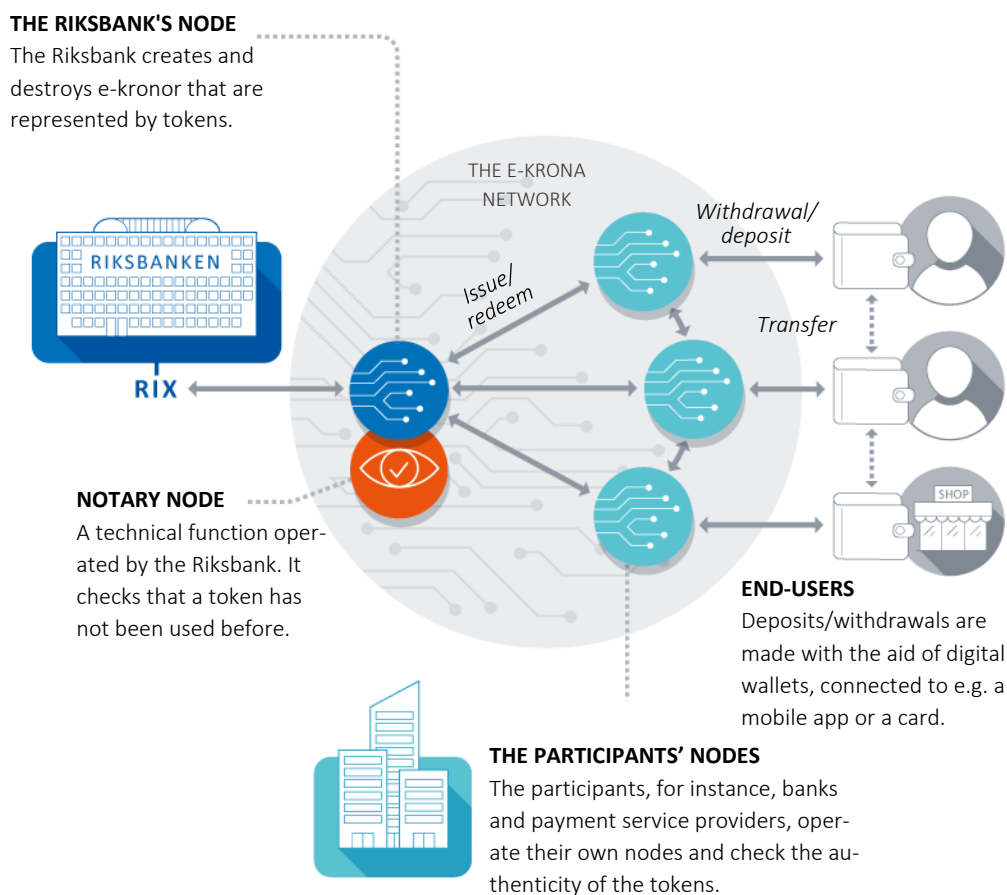 THE RIKSBANK'S NODE
The Riksbank creates and
destroys e-kronor that are
represented by tokens.
THE E-KRONA
NETWORK
Withdrawal/
deposit
RIKSBANKEN
Issue/
redeem
Transfer
RIX
SHOP
NOTARY NODE
A technical function oper-
ated by the Riksbank. It
checks that a token has
not been used before.
END-USERS
Deposits/withdrawals are
made with the aid of digital
wallets, connected to e.g. a
mobile app or a card.
THE PARTICIPANTS’ NODES
The participants, for instance, banks
and payment service providers, oper-
ate their own nodes and check the au-
thenticity of the tokens.